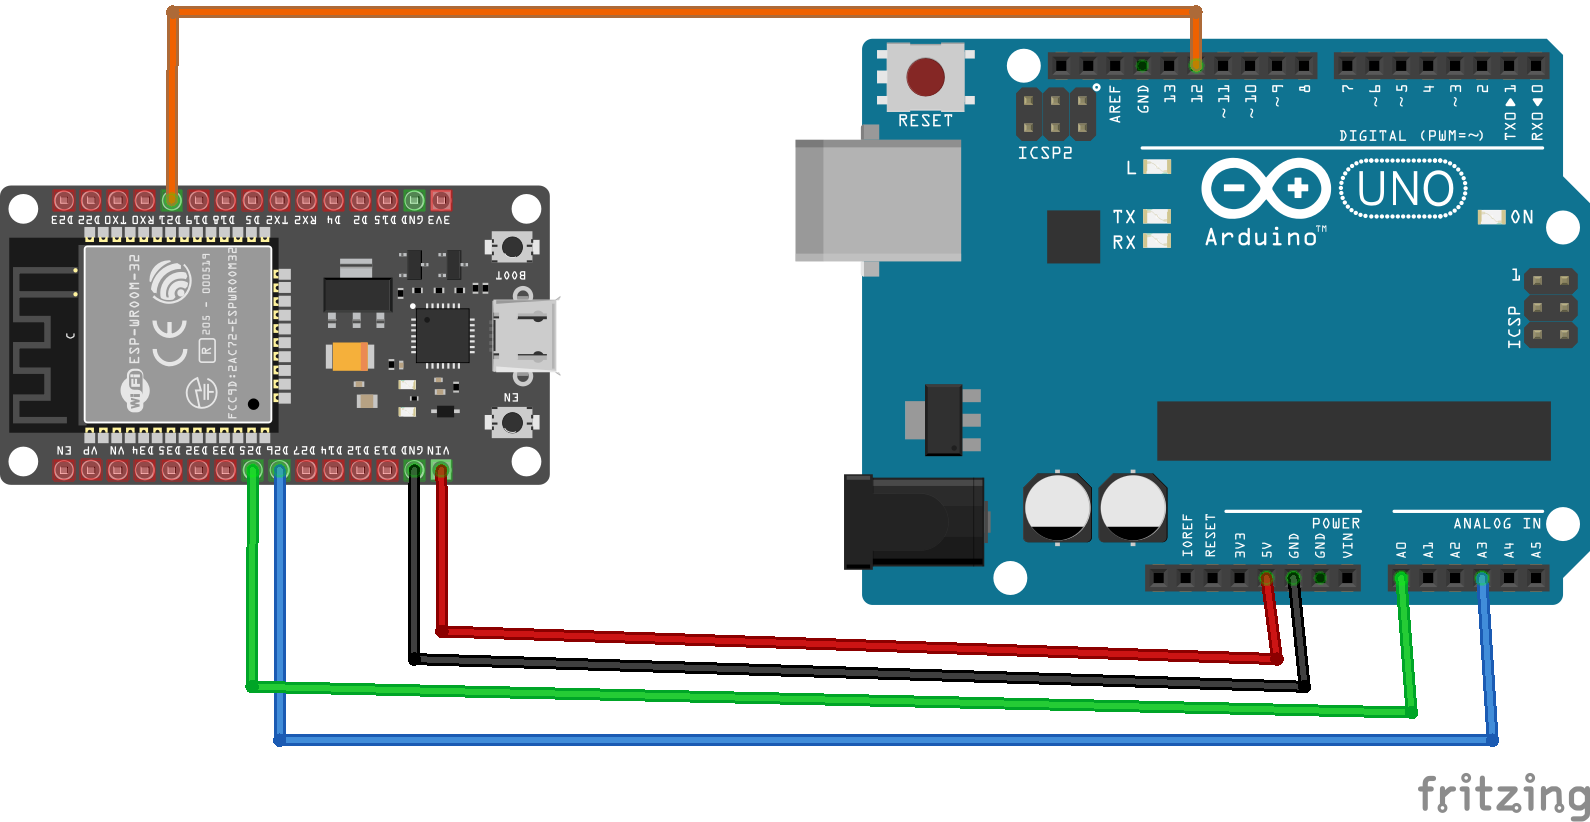 RESET
ICSP2
AREF
GND
13
12
~11
~10
~9
8
7
~6
~5
4
~3
2
TX0▶1
RX0◀0
DIGITAL (PWM=~)
L
TX
RX
UNO
Arduino™
ON
1
ICSP
D23
D22
TX0
RX0
D21
D19
D18
D5
TX2
RX2
D4
D2
D15
GND
3V3
BOOT
C
WiFi
ESP-WROOM-32
CE
R
205 - 000519
FCC9D:2AC72-ESPWROOM32
EN
EN
VP
VN
D34
D35
D32
D33
D25
D26
D27
D14
D12
D13
GND
VIN
POWER
ANALOG IN
IOREF
RESET
3V3
5V
GND
GND
VIN
A0
A1
A2
A3
A4
A5
fritzing